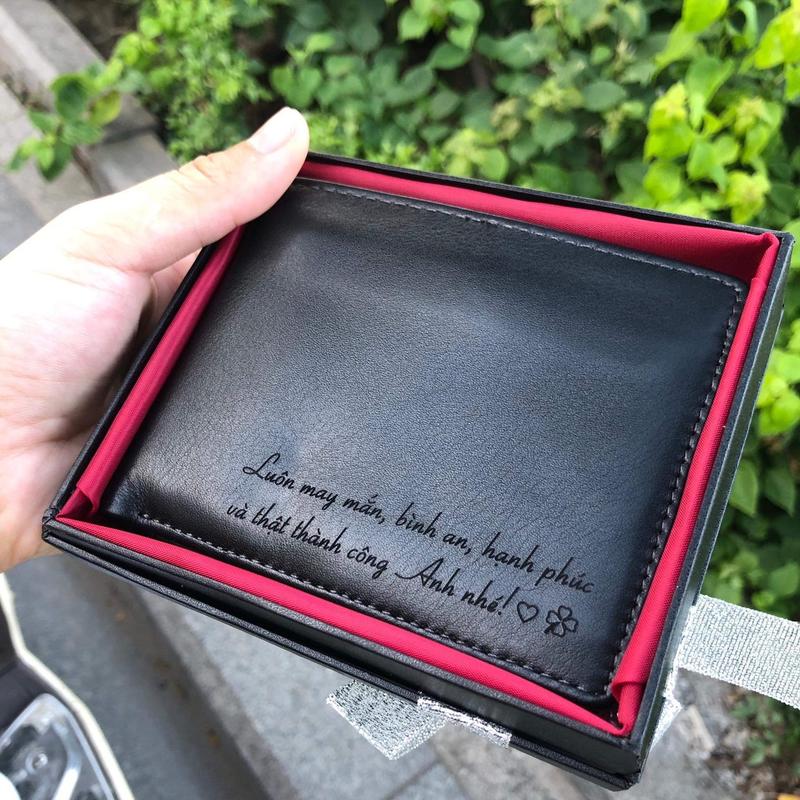 Luôn may mắn, bình an, hạnh phúc
và thật thành công Anh nhé! ♡ 🍀